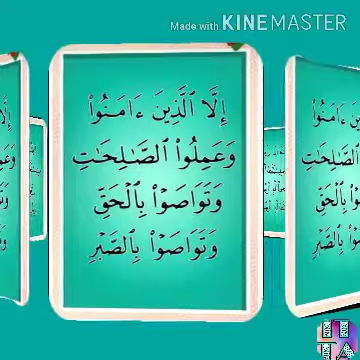 Made with KINEMASTER
إِلَّا ٱلَّذِينَ ءَامَنُوا۟
وَعَمِلُوا۟ ٱلصَّـٰلِحَـٰتِ
وَتَوَاصَوْا۟ بِٱلْحَقِّ
وَتَوَاصَوْا۟ بِٱلصَّبْرِ